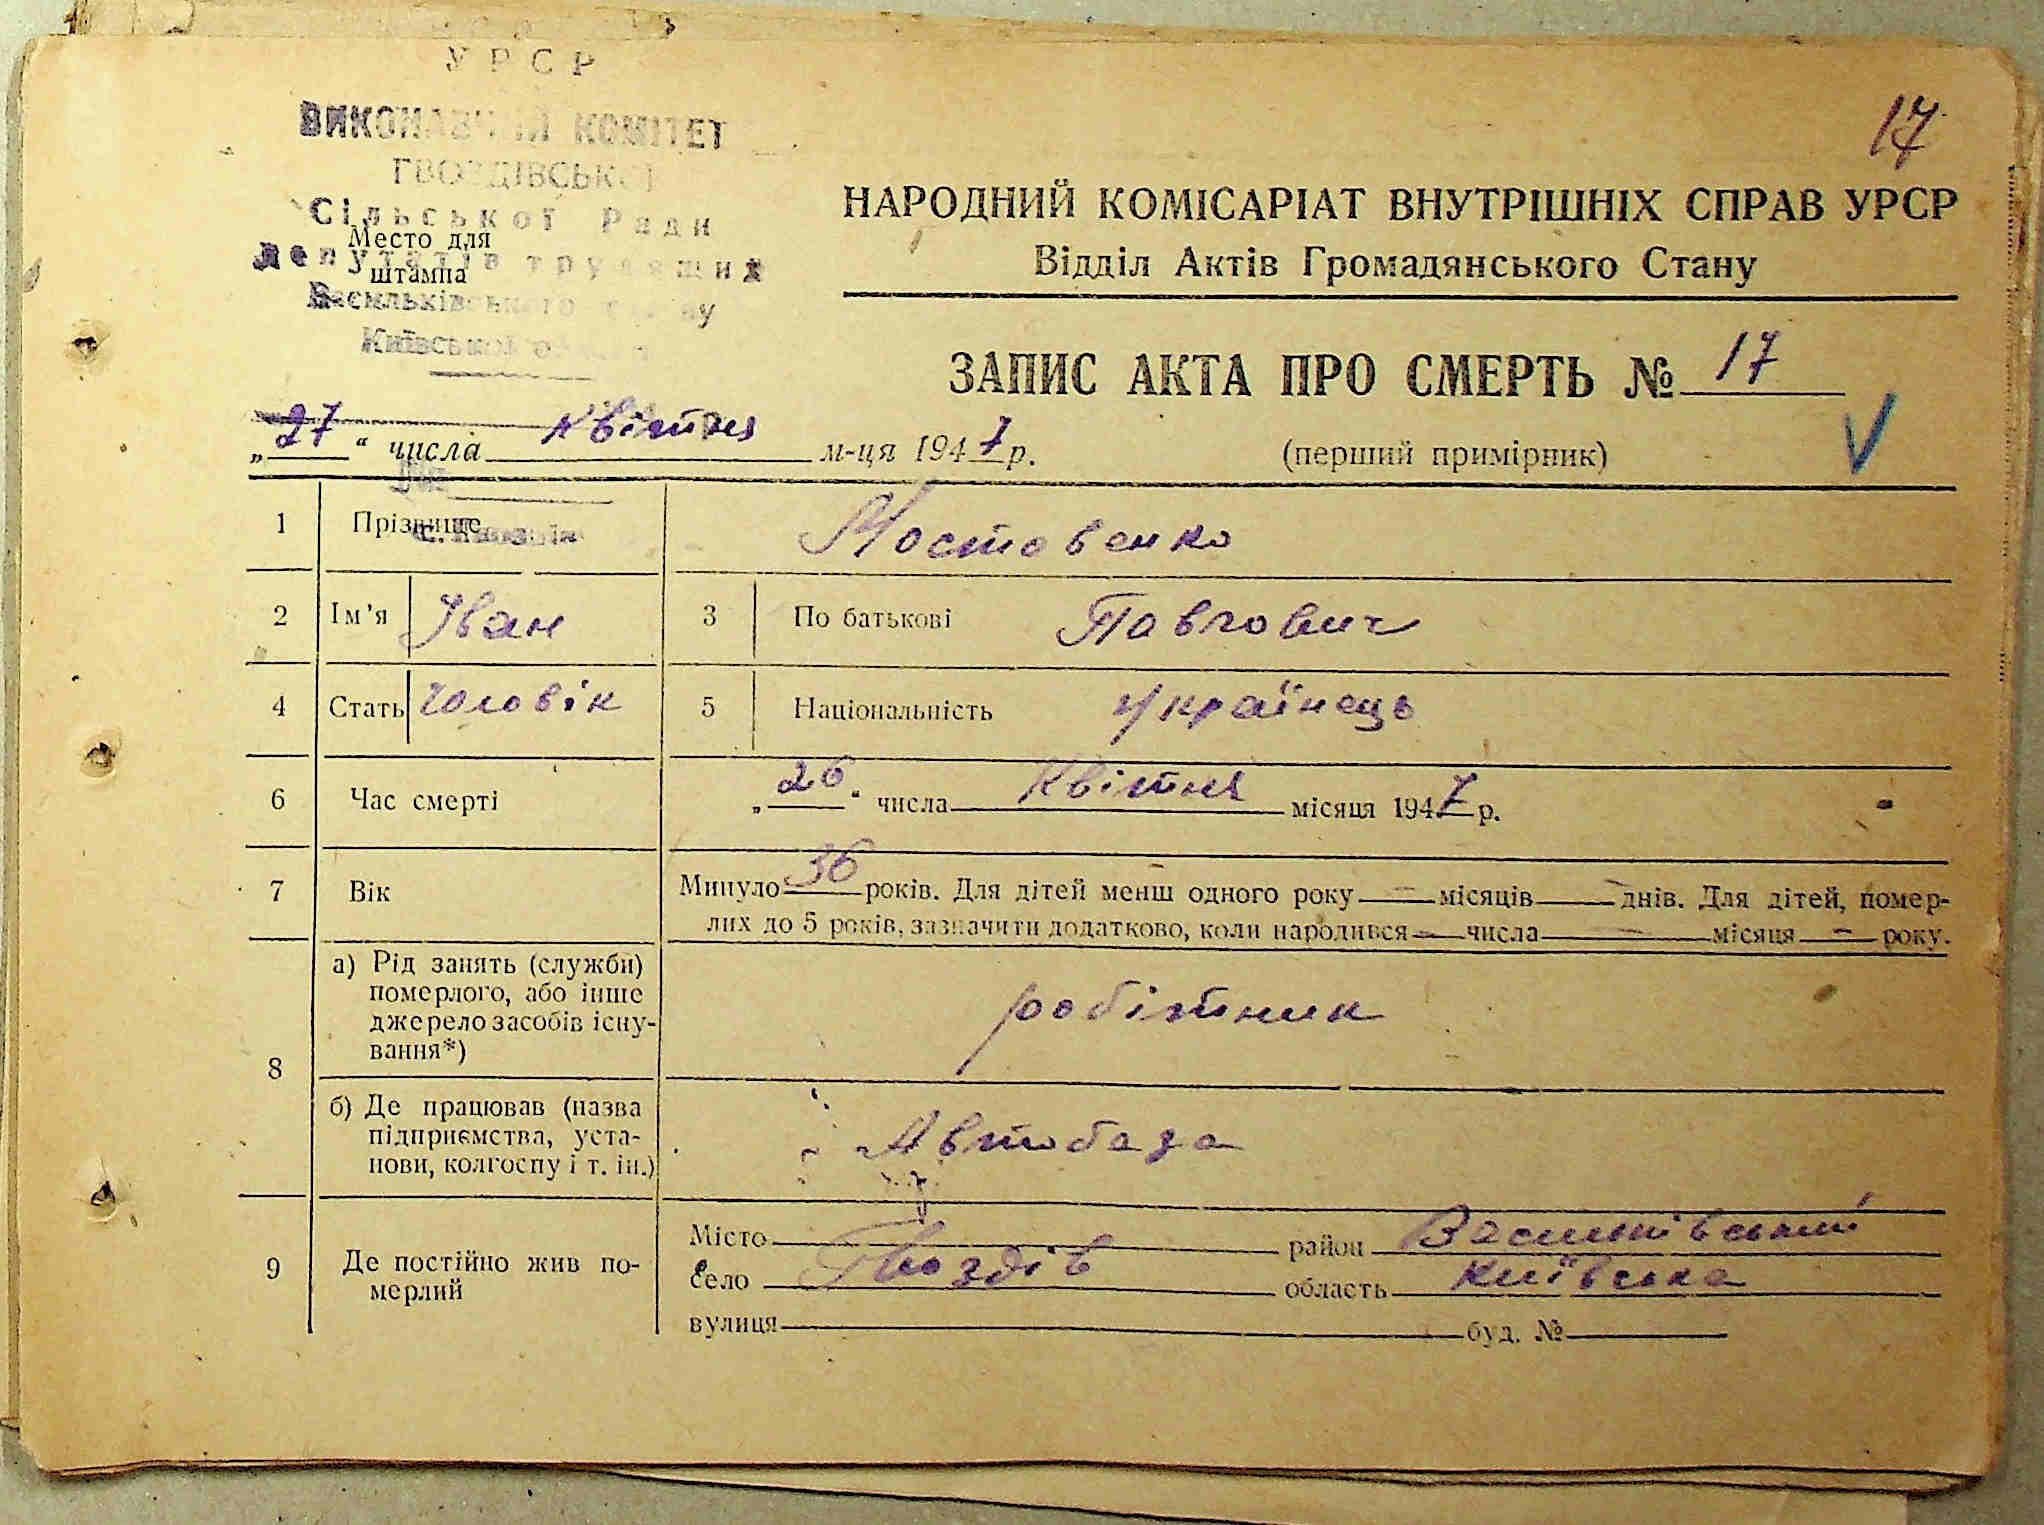 УРСР
ВИКОНАВЧИЙ КОМІТЕТ
ГВОЗДІВСЬКОЇ
Сільської Ради
депутатів трудящих
Васильківського району
Київської області
Место для
штампа
17
НАРОДНИЙ КОМІСАРІАТ ВНУТРІШНІХ СПРАВ УРСР
Відділ Актів Громадянського Стану
ЗАПИС АКТА ПРО СМЕРТЬ № 17
„27“ числа квітня м-ця 1947 р.
(перший примірник)
1 Прізвище Мостовенко
2 Ім'я Іван 3 По батькові Павлович
4 Стать чоловік 5 Національність Українець
6 Час смерті „26“ числа Квітня місяця 1947 р.
7 Вік Минуло 36 років. Для дітей менш одного року — місяців — днів. Для дітей, помер-
лих до 5 років, зазначити додатково, коли народився — числа — місяця — року.
8 а) Рід занять (служби)
померлого, або інше
джерело засобів існу-
вання*)
робітник
б) Де працював (назва
підприємства, уста-
нови, колгоспу і т. ін.)
Автобаза
9 Де постійно жив по-
мерлий
Місто район Васильківський
село Гвоздів область Київська
вулиця буд. №